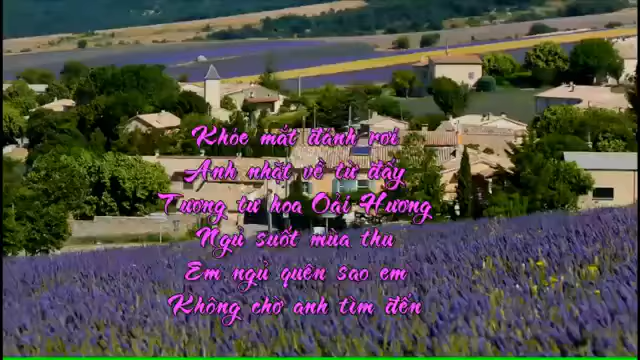 Khóe mắt đánh rơi
Anh nhặt về từ đấy
Tương tư hoa Oải Hương
Ngủ suốt mùa thu
Em ngủ quên sao em
Không chờ anh tìm đến